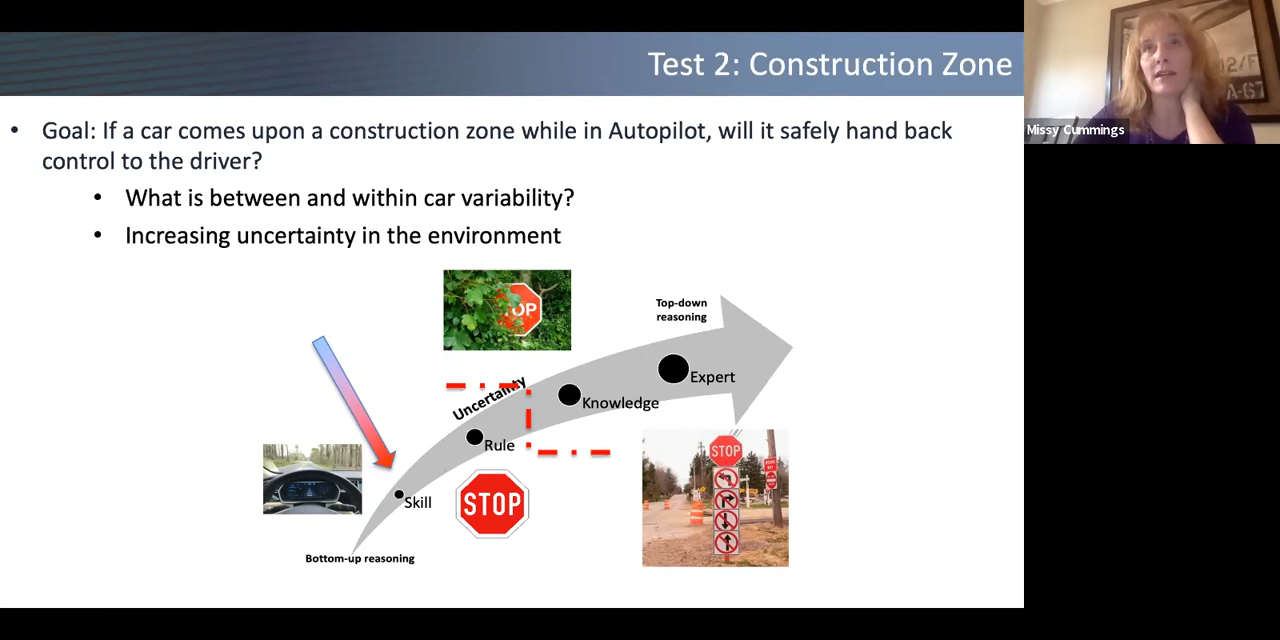 Test 2: Construction Zone
Missy Cummings
• Goal: If a car comes upon a construction zone while in Autopilot, will it safely hand back
control to the driver?
• What is between and within car variability?
• Increasing uncertainty in the environment
TOP
Top-down
reasoning
Uncertainty
Expert
Knowledge
Rule
STOP
Skill
STOP
Bottom-up reasoning